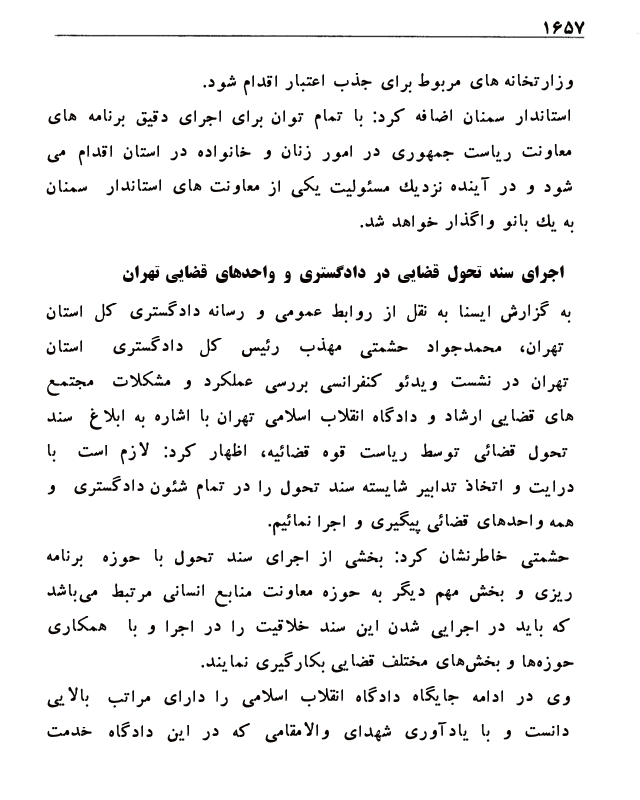 ۱۶۵۷
وزارتخانه های مربوط برای جذب اعتبار اقدام شود.
استاندار سمنان اضافه کرد: با تمام توان برای اجرای دقیق برنامه های
معاونت ریاست جمهوری در امور زنان و خانواده در استان اقدام می
شود و در آینده نزدیك مسئولیت یکی از معاونت های استاندار سمنان
به یك بانو واگذار خواهد شد.
اجرای سند تحول قضایی در دادگستری و واحدهای قضایی تهران
به گزارش ایسنا به نقل از روابط عمومی و رسانه دادگستری کل استان
تهران، محمدجواد حشمتی مهذب رئیس کل دادگستری استان
تهران در نشست ویدئو کنفرانسی بررسی عملکرد و مشکلات مجتمع
های قضایی ارشاد و دادگاه انقلاب اسلامی تهران با اشاره به ابلاغ سند
تحول قضائی توسط ریاست قوه قضائیه، اظهار کرد: لازم است با
درایت و اتخاذ تدابیر شایسته سند تحول را در تمام شئون دادگستری و
همه واحدهای قضائی پیگیری و اجرا نمائیم.
حشمتی خاطرنشان کرد: بخشی از اجرای سند تحول با حوزه برنامه
ریزی و بخش مهم دیگر به حوزه معاونت منابع انسانی مرتبط می‌باشد
که باید در اجرایی شدن این سند خلاقیت را در اجرا و با همکاری
حوزه‌ها و بخش‌های مختلف قضایی بکارگیری نمایند.
وی در ادامه جایگاه دادگاه انقلاب اسلامی را دارای مراتب بالایی
دانست و با یادآوری شهدای والامقامی که در این دادگاه خدمت